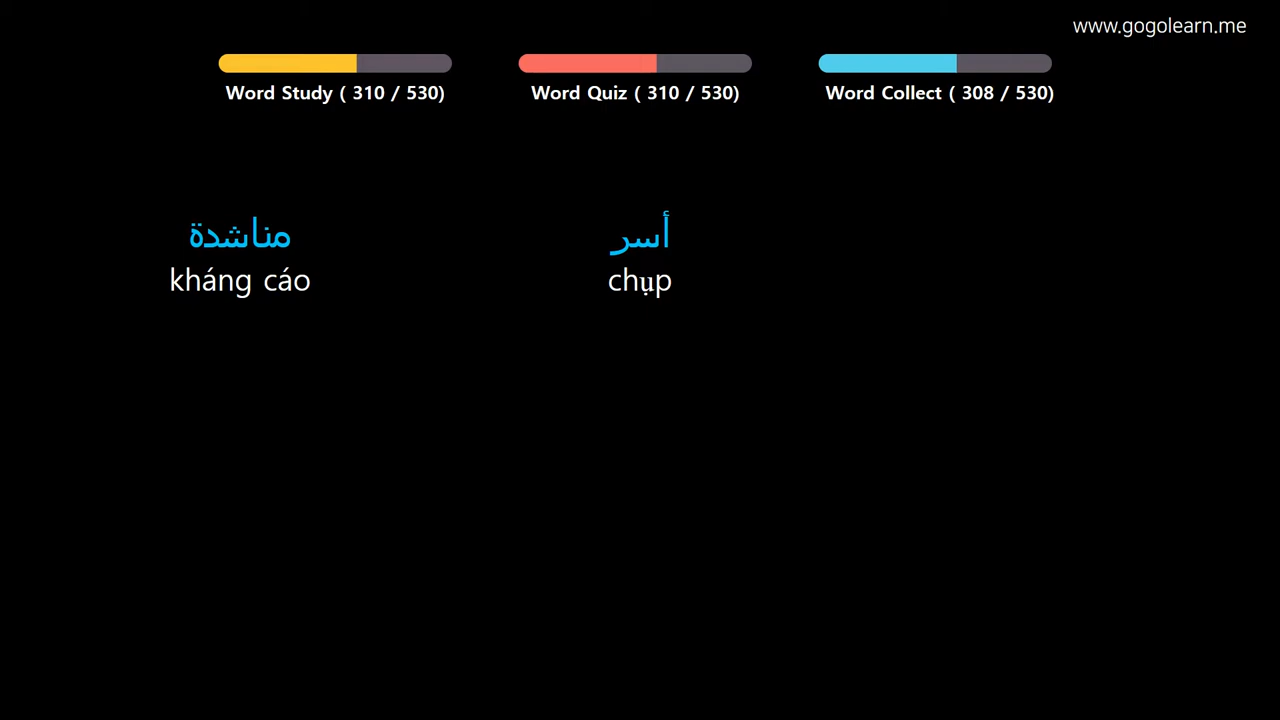 www.gogolearn.me
Word Study ( 310 / 530)
Word Quiz ( 310 / 530)
Word Collect ( 308 / 530)
مناشدة
kháng cáo
أسر
chụp